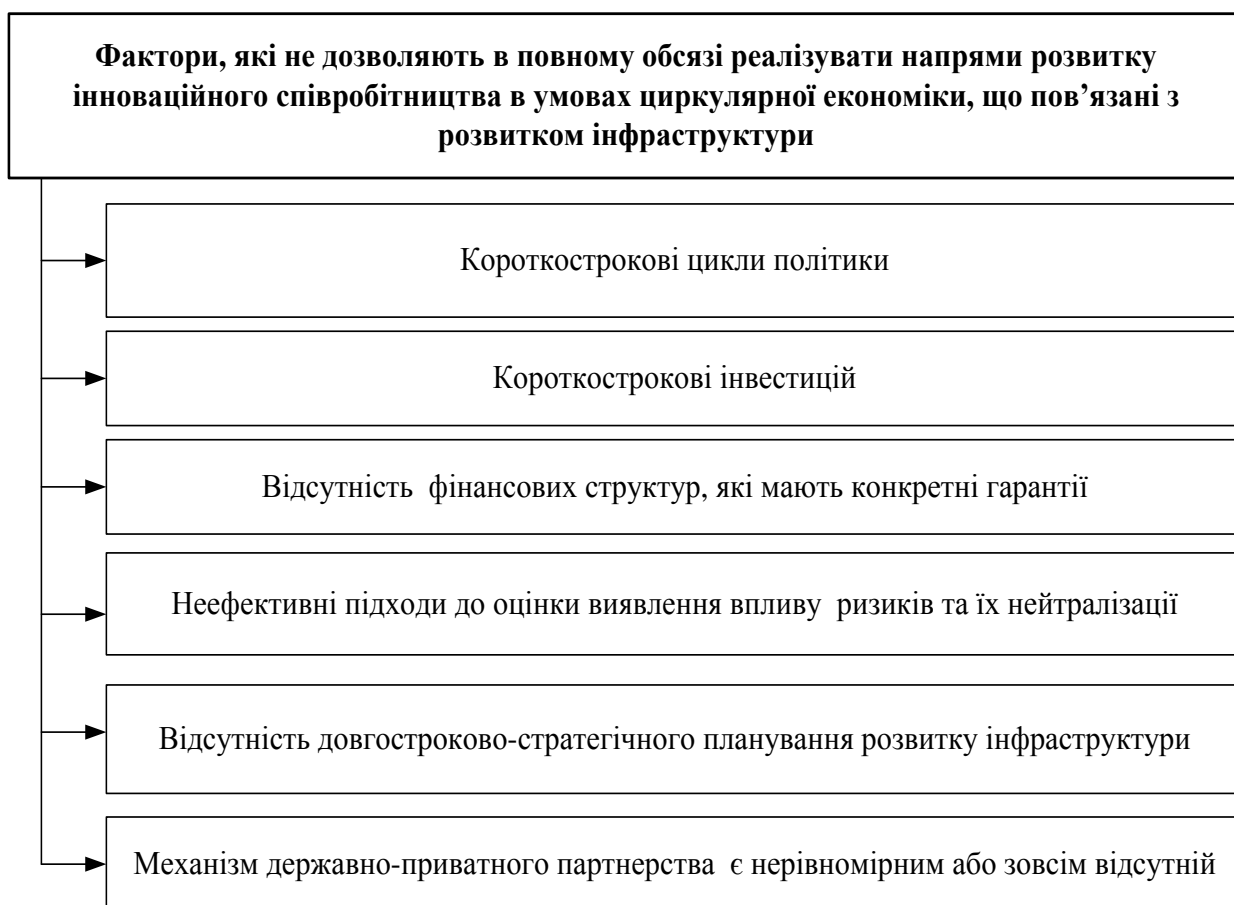 Фактори, які не дозволяють в повному обсязі реалізувати напрями розвитку
інноваційного співробітництва в умовах циркулярної економіки, що пов’язані з
розвитком інфраструктури
Короткострокові цикли політики
Короткострокові інвестицій
Відсутність фінансових структур, які мають конкретні гарантії
Неефективні підходи до оцінки виявлення впливу ризиків та їх нейтралізації
Відсутність довгостроково-стратегічного планування розвитку інфраструктури
Механізм державно-приватного партнерства є нерівномірним або зовсім відсутній